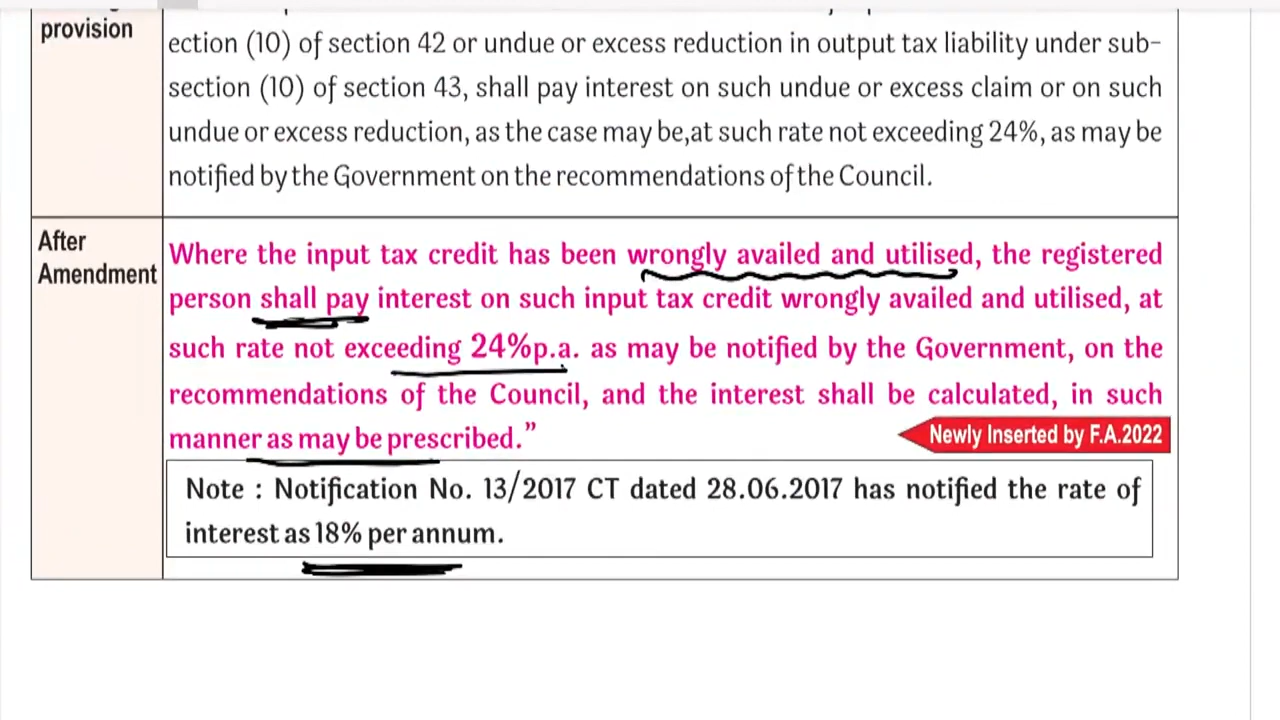 provision
ection (10) of section 42 or undue or excess reduction in output tax liability under sub-
section (10) of section 43, shall pay interest on such undue or excess claim or on such
undue or excess reduction, as the case may be,at such rate not exceeding 24%, as may be
notified by the Government on the recommendations of the Council.
After
Amendment
Where the input tax credit has been wrongly availed and utilised, the registered
person shall pay interest on such input tax credit wrongly availed and utilised, at
such rate not exceeding 24%p.a. as may be notified by the Government, on the
recommendations of the Council, and the interest shall be calculated, in such
manner as may be prescribed.”
Newly Inserted by F.A.2022
Note : Notification No. 13/2017 CT dated 28.06.2017 has notified the rate of
interest as 18% per annum.